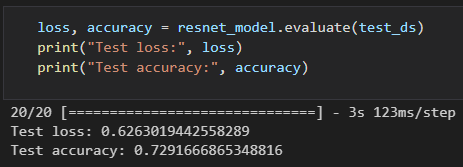 loss, accuracy = resnet_model.evaluate(test_ds)
print("Test loss:", loss)
print("Test accuracy:", accuracy)
20/20 [==============================] - 3s 123ms/step
Test loss: 0.6263019442558289
Test accuracy: 0.7291666865348816